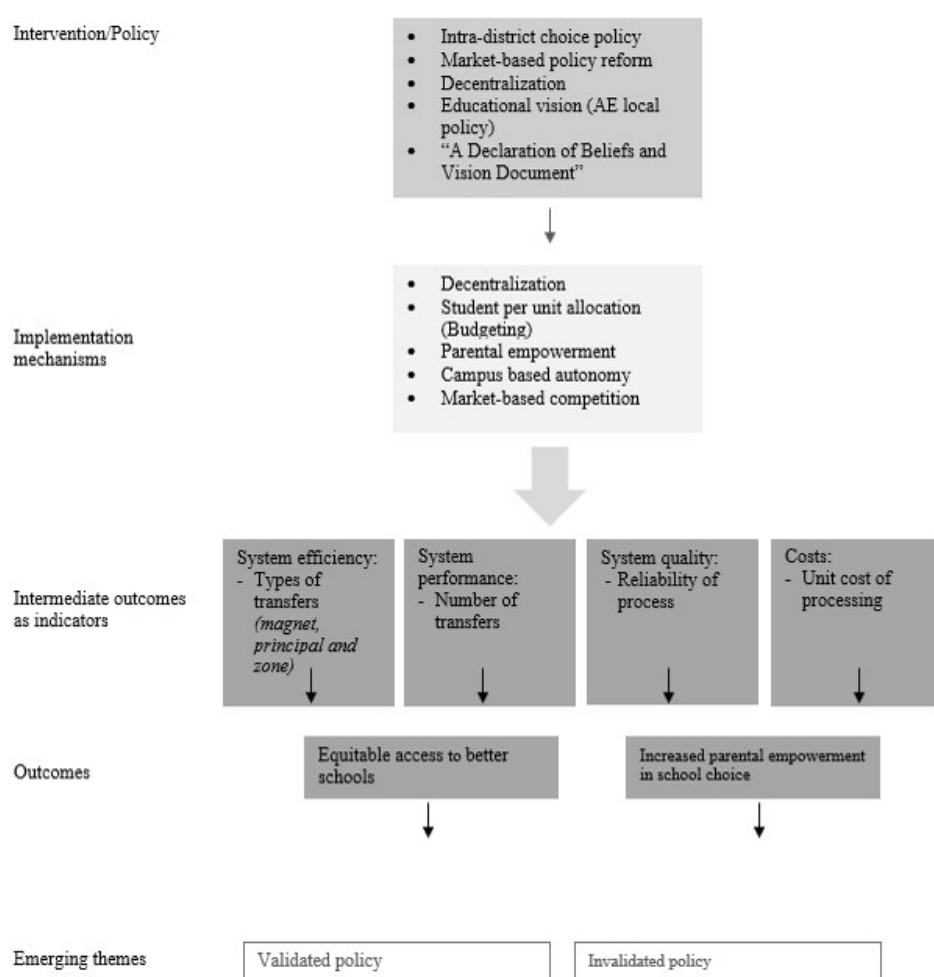 Intervention/Policy
• Intra-district choice policy
• Market-based policy reform
• Decentralization
• Educational vision (AE local
policy)
• “A Declaration of Beliefs and
Vision Document”
Implementation
mechanisms
• Decentralization
• Student per unit allocation
(Budgeting)
• Parental empowerment
• Campus based autonomy
• Market-based competition
Intermediate outcomes
as indicators
System efficiency:
- Types of
transfers
(magnet,
principal and
zone)
System
performance:
- Number of
transfers
System quality:
- Reliability of
process
Costs:
- Unit cost of
processing
Outcomes
Equitable access to better
schools
Increased parental empowerment
in school choice
Emerging themes
Validated policy
Invalidated policy